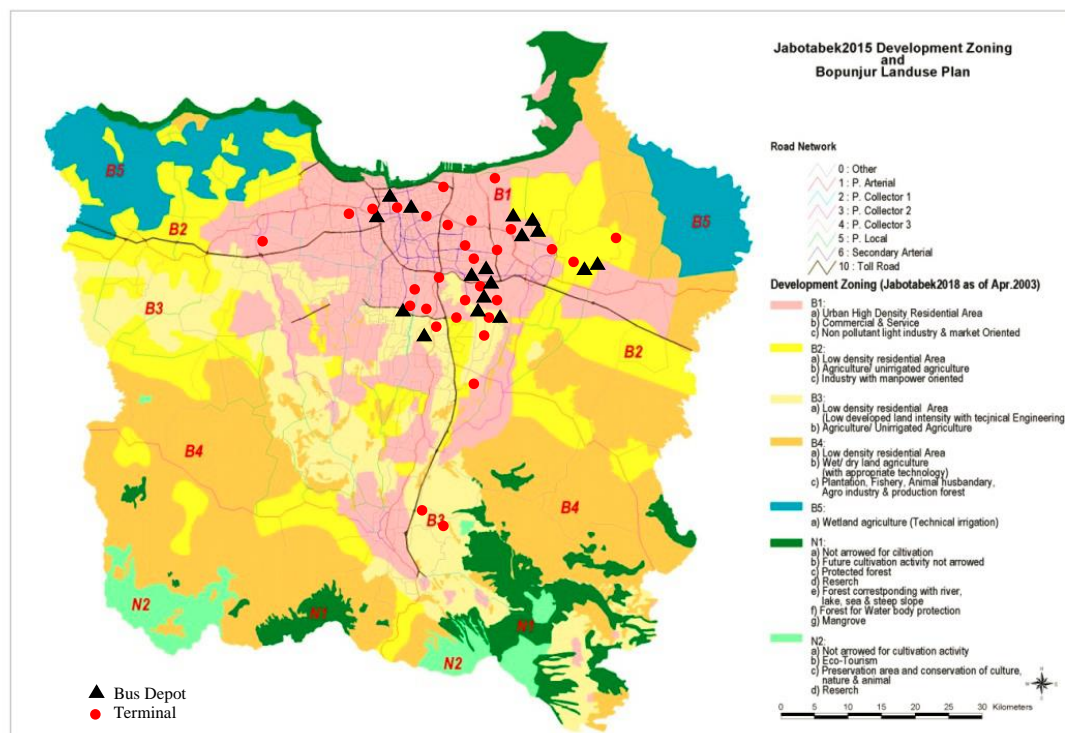 Jabotabek2015 Development Zoning
and
Bopunjur Landuse Plan
Road Network
0 : Other
1 : P. Arterial
2 : P. Collector 1
3 : P. Collector 2
4 : P. Collector 3
5 : P. Local
6 : Secondary Arterial
10 : Toll Road
Development Zoning (Jabotabek2018 as of Apr.2003)
B1:
a) Urban High Density Residential Area
b) Commercial & Service
c) Non pollutant light industry & market Oriented
B2:
a) Low density residential Area
b) Agriculture/ unirrigated agriculture
c) Industry with manpower oriented
B3:
a) Low density residential Area
(Low developed land intensity with tecjnical Engineering
b) Agriculture/ Unirrigated Agriculture
B4:
a) Low density residential Area
b) Wet/ dry land agriculture
(with appropriate technology)
c) Plantation, Fishery, Animal husbandary,
Agro industry & production forest
B5:
a) Wetland agriculture (Technical irrigation)
N1:
a) Not arrowed for ciltivation
b) Future cultivation activity not arrowed
c) Protected forest
d) Reserch
e) Forest corrstponding with river,
lake, sea & steep slope
f) Forest for Water body protection
g) Mangrove
N2:
a) Not arrowed for cultivation activity
b) Eco-Tourism
c) Preservation area and conservation of culture,
nature & animal
d) Reserch
0 5 10 15 20 25 30 Kilometers
B5
B1
B5
B2
B3
B2
B4
B3
B4
N2
N1
N1
N2
Bus Depot
Terminal